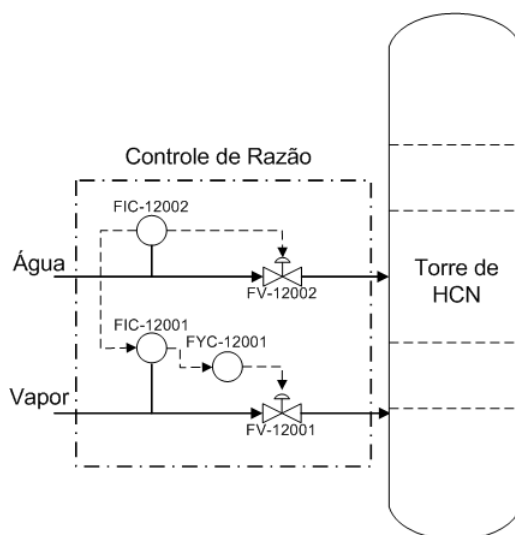 Controle de Razão
FIC-12002
Água
FV-12002
Torre de
HCN
FIC-12001
FYC-12001
Vapor
FV-12001